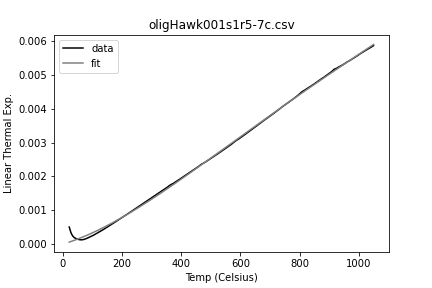 oligHawk001s1r5-7c.csv
data
fit
0.006
0.005
0.004
0.003
0.002
0.001
0.000
Linear Thermal Exp.
0 200 400 600 800 1000
Temp (Celsius)